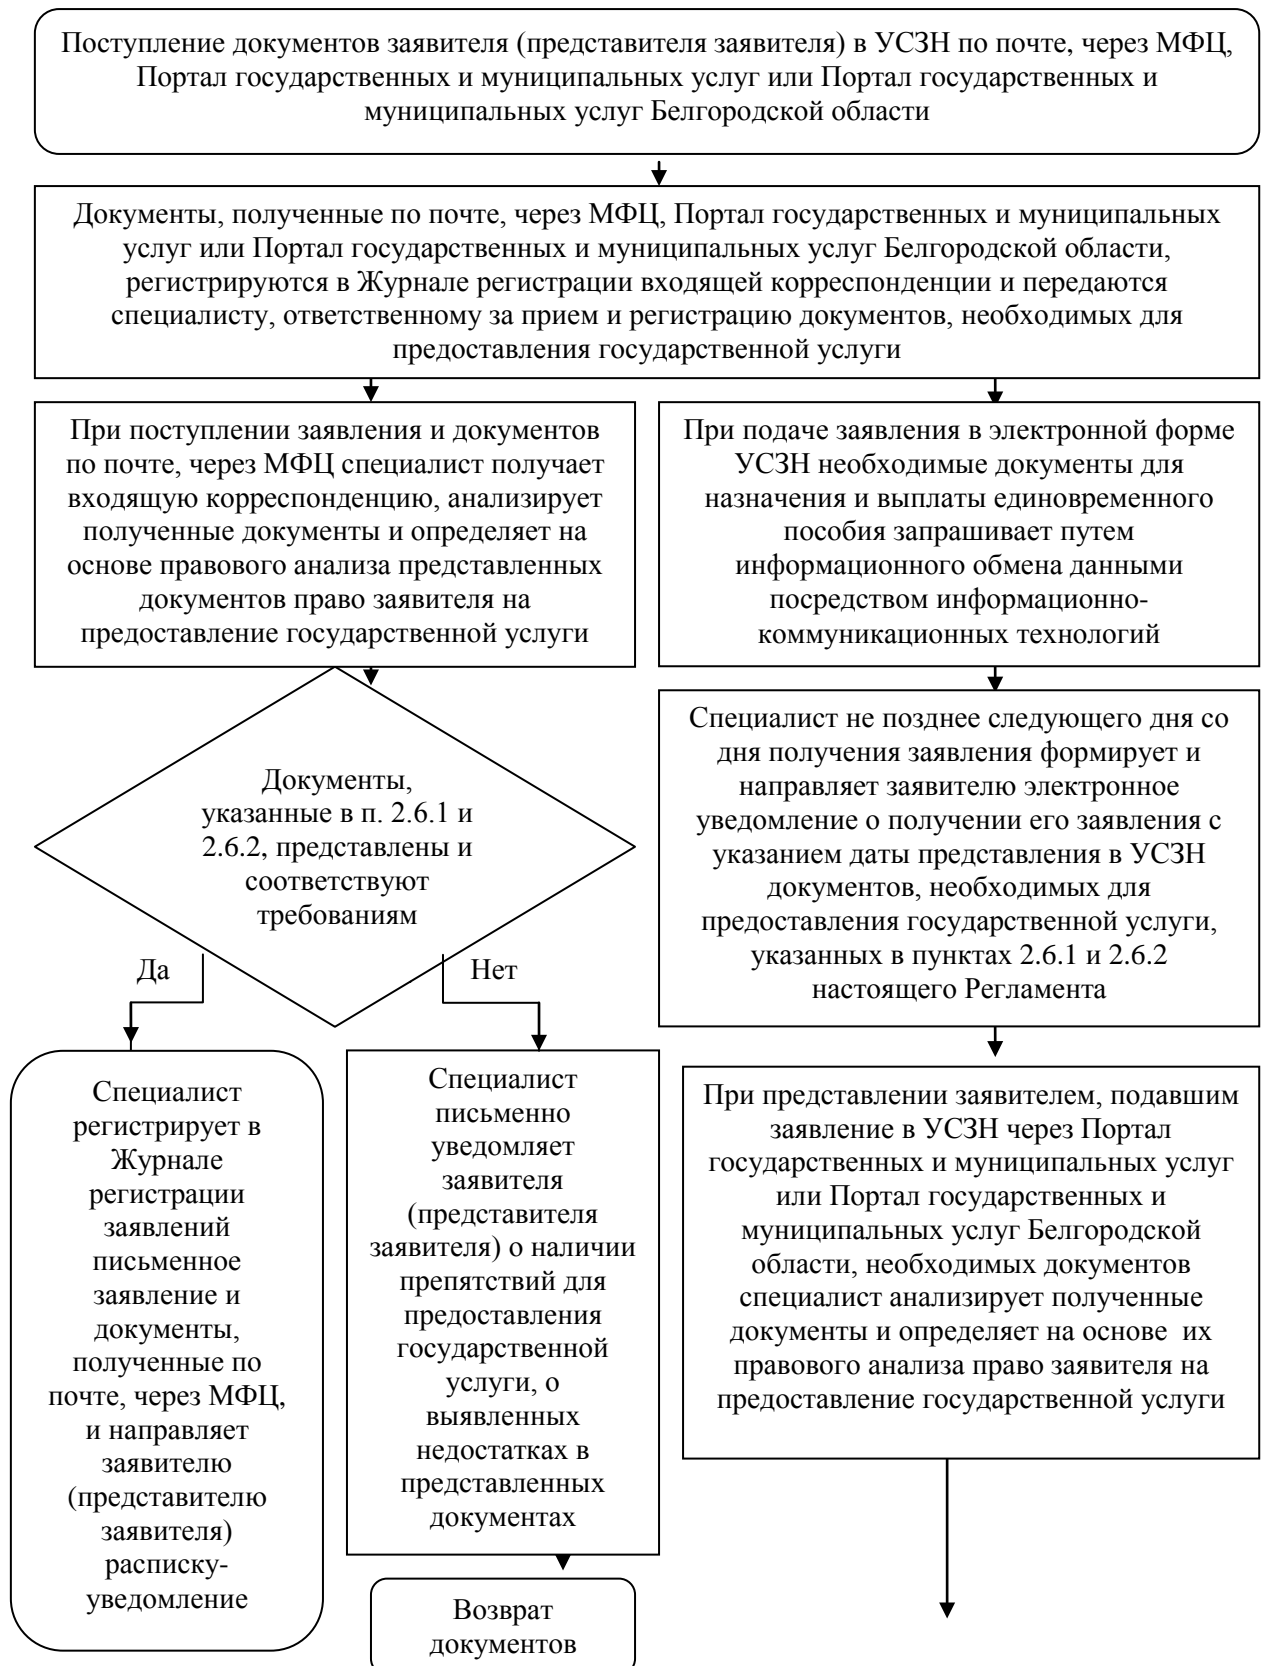 Поступление документов заявителя (представителя заявителя) в УСЗН по почте, через МФЦ,
Портал государственных и муниципальных услуг или Портал государственных и
муниципальных услуг Белгородской области
Документы, полученные по почте, через МФЦ, Портал государственных и муниципальных
услуг или Портал государственных и муниципальных услуг Белгородской области,
регистрируются в Журнале регистрации входящей корреспонденции и передаются
специалисту, ответственному за прием и регистрацию документов, необходимых для
предоставления государственной услуги
При поступлении заявления и документов
по почте, через МФЦ специалист получает
входящую корреспонденцию, анализирует
полученные документы и определяет на
основе правового анализа представленных
документов право заявителя на
предоставление государственной услуги
При подаче заявления в электронной форме
УСЗН необходимые документы для
назначения и выплаты единовременного
пособия запрашивает путем
информационного обмена данными
посредством информационно-
коммуникационных технологий
Документы,
указанные в п. 2.6.1 и
2.6.2, представлены и
соответствуют
требованиям
Специалист не позднее следующего дня со
дня получения заявления формирует и
направляет заявителю электронное
уведомление о получении его заявления с
указанием даты представления в УСЗН
документов, необходимых для
предоставления государственной услуги,
указанных в пунктах 2.6.1 и 2.6.2
настоящего Регламента
Да
Нет
Специалист
регистрирует в
Журнале
регистрации
заявлений
письменное
заявление и
документы,
полученные по
почте, через МФЦ,
и направляет
заявителю
(представителю
заявителя)
расписку-
уведомление
Специалист
письменно
уведомляет
заявителя
(представителя
заявителя) о наличии
препятствий для
предоставления
государственной
услуги, о
выявленных
недостатках в
представленных
документах
При представлении заявителем, подавшим
заявление в УСЗН через Портал
государственных и муниципальных услуг
или Портал государственных и
муниципальных услуг Белгородской
области, необходимых документов
специалист анализирует полученные
документы и определяет на основе их
правового анализа право заявителя на
предоставление государственной услуги
Возврат
документов